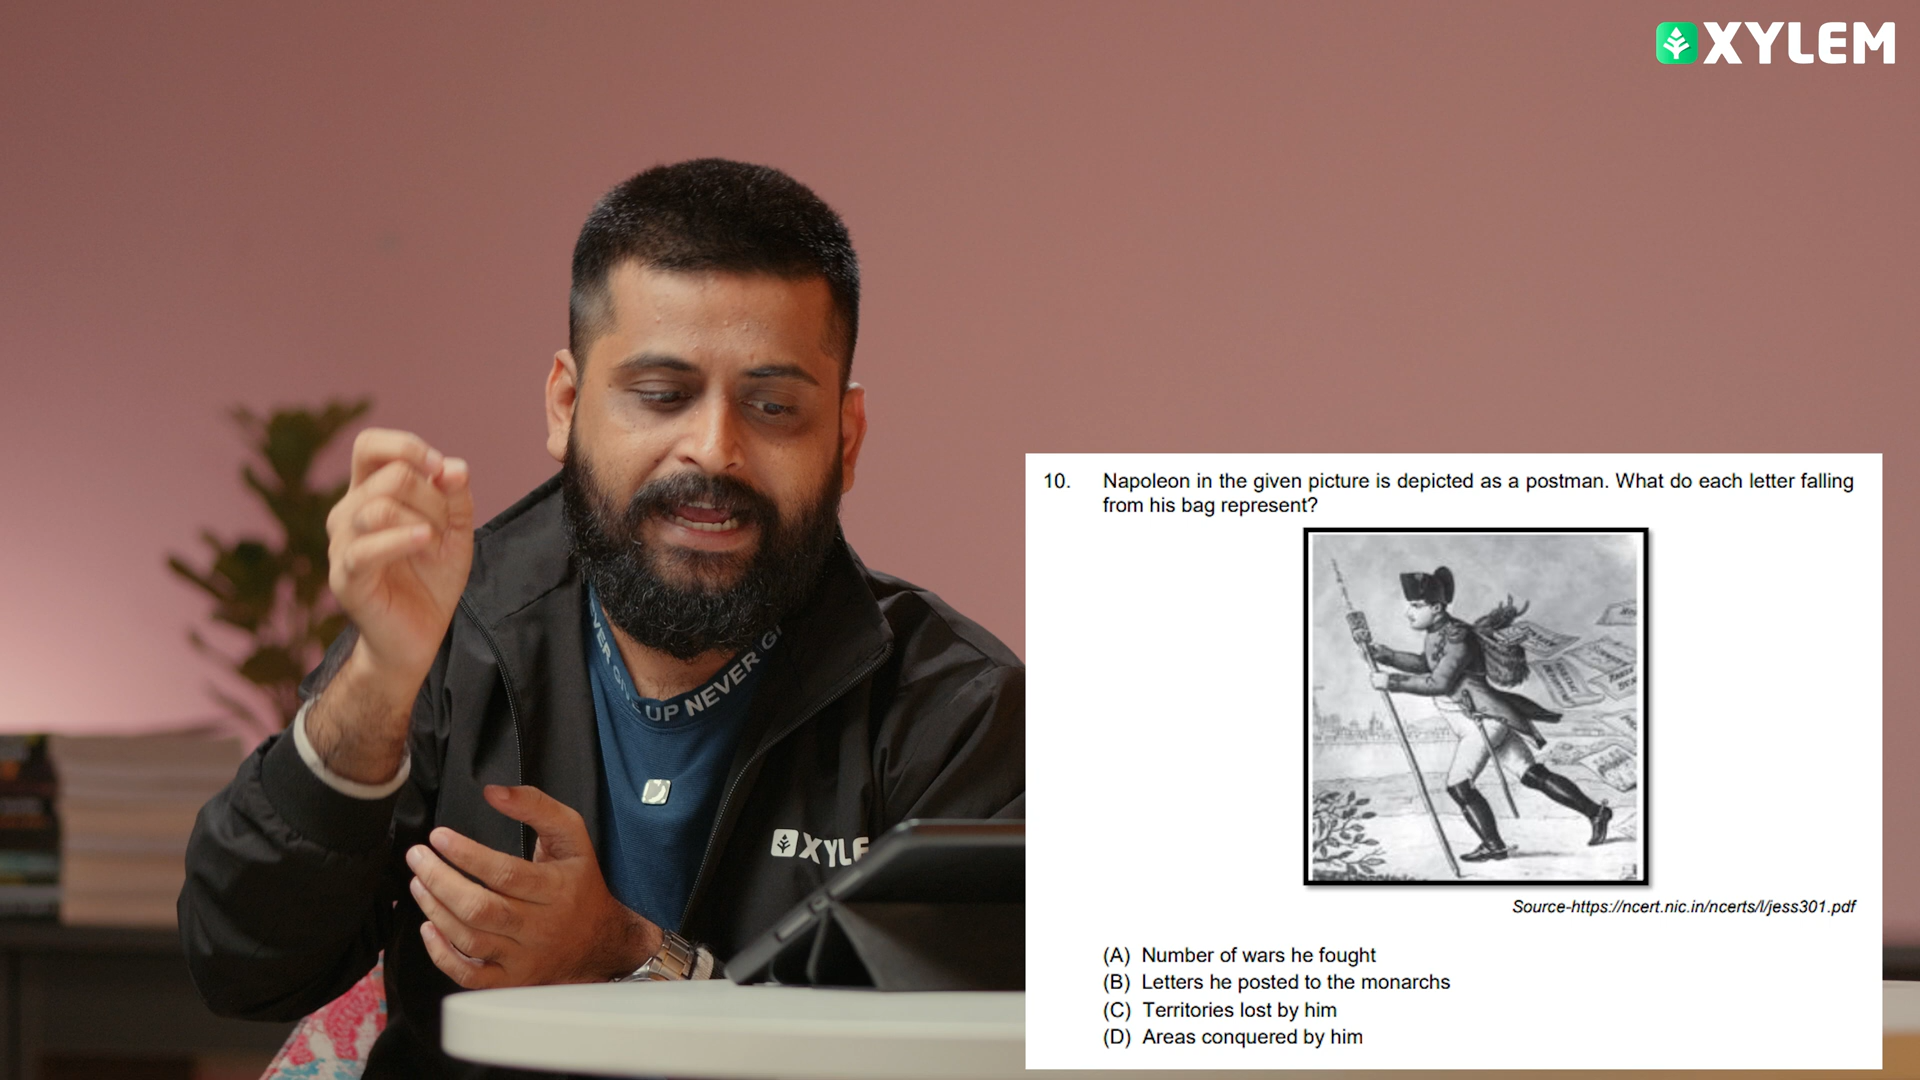 XYLEM
NEVER GI
UP NEVER GI
XYLE
10. Napoleon in the given picture is depicted as a postman. What do each letter falling
from his bag represent?
Source-https://ncert.nic.in/ncerts/l/jess301.pdf
(A) Number of wars he fought
(B) Letters he posted to the monarchs
(C) Territories lost by him
(D) Areas conquered by him